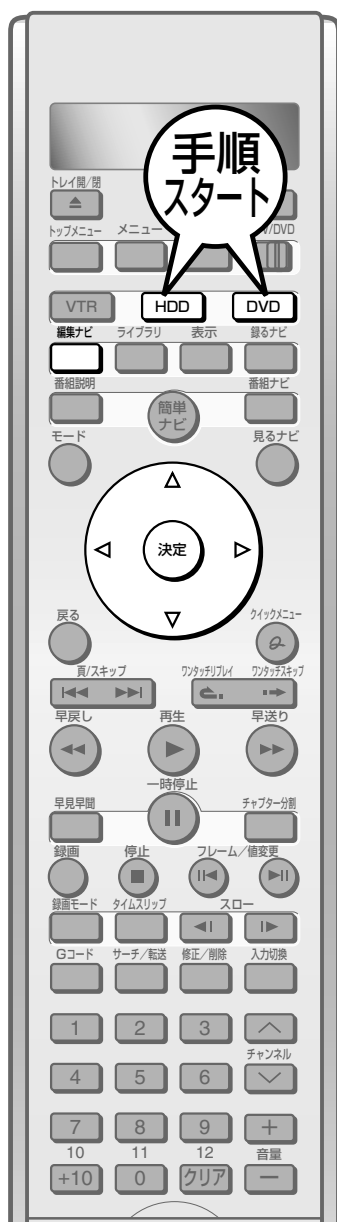 手順
スタート
トレイ開/閉
トップメニュー メニュー /DVD
VTR HDD DVD
編集ナビ ライブラリ 表示 録るナビ
番組説明 番組ナビ
簡単
ナビ
モード 見るナビ
決定
戻る クイックメニュー
頁/スキップ ワンタッチリプレイ ワンタッチスキップ
早戻し 再生 早送り
一時停止
早見早聞 チャプター分割
録画 停止 フレーム/値変更
録画モード タイムスリップ スロー
Gコード サーチ/転送 修正/削除 入力切換
1 2 3
チャンネル
4 5 6
7 8 9 +
10 11 12 音量
+10 0 クリア −